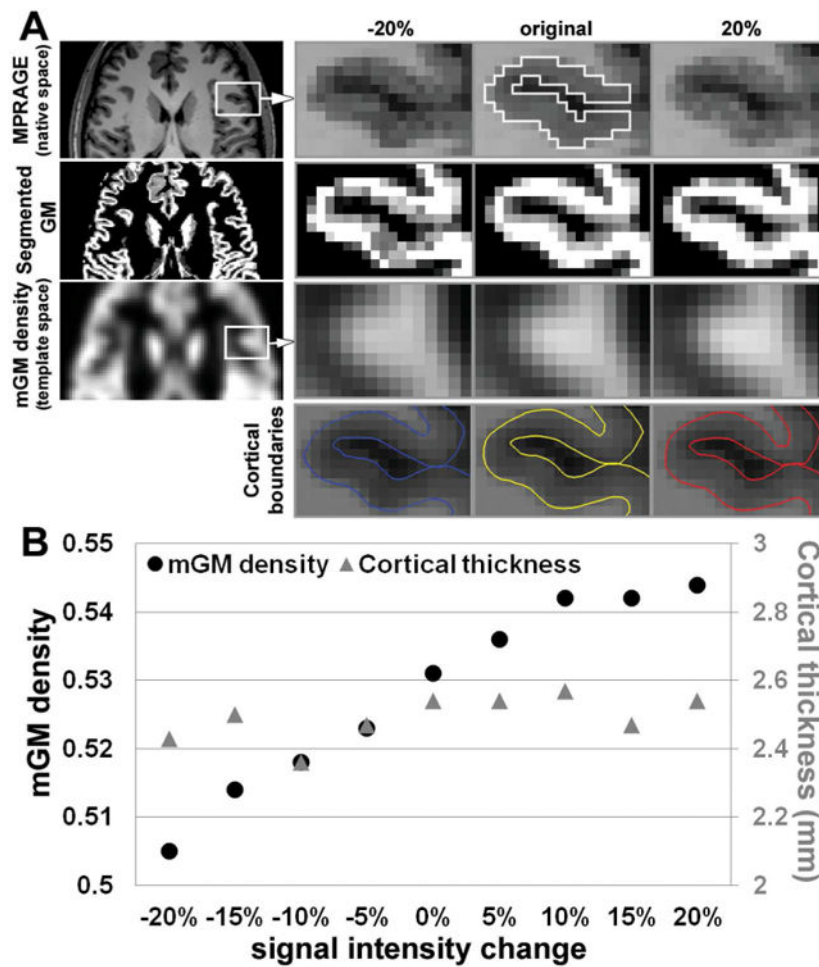 A
-20%
original
20%
MPRAGE
(native space)
Segmented
GM
mGM density
(template space)
Cortical
boundaries
B
mGM density
Cortical thickness
0.55
0.54
0.53
0.52
0.51
0.5
mGM density
3
2.8
2.6
2.4
2.2
2
Cortical thickness (mm)
-20% -15% -10% -5% 0% 5% 10% 15% 20%
signal intensity change